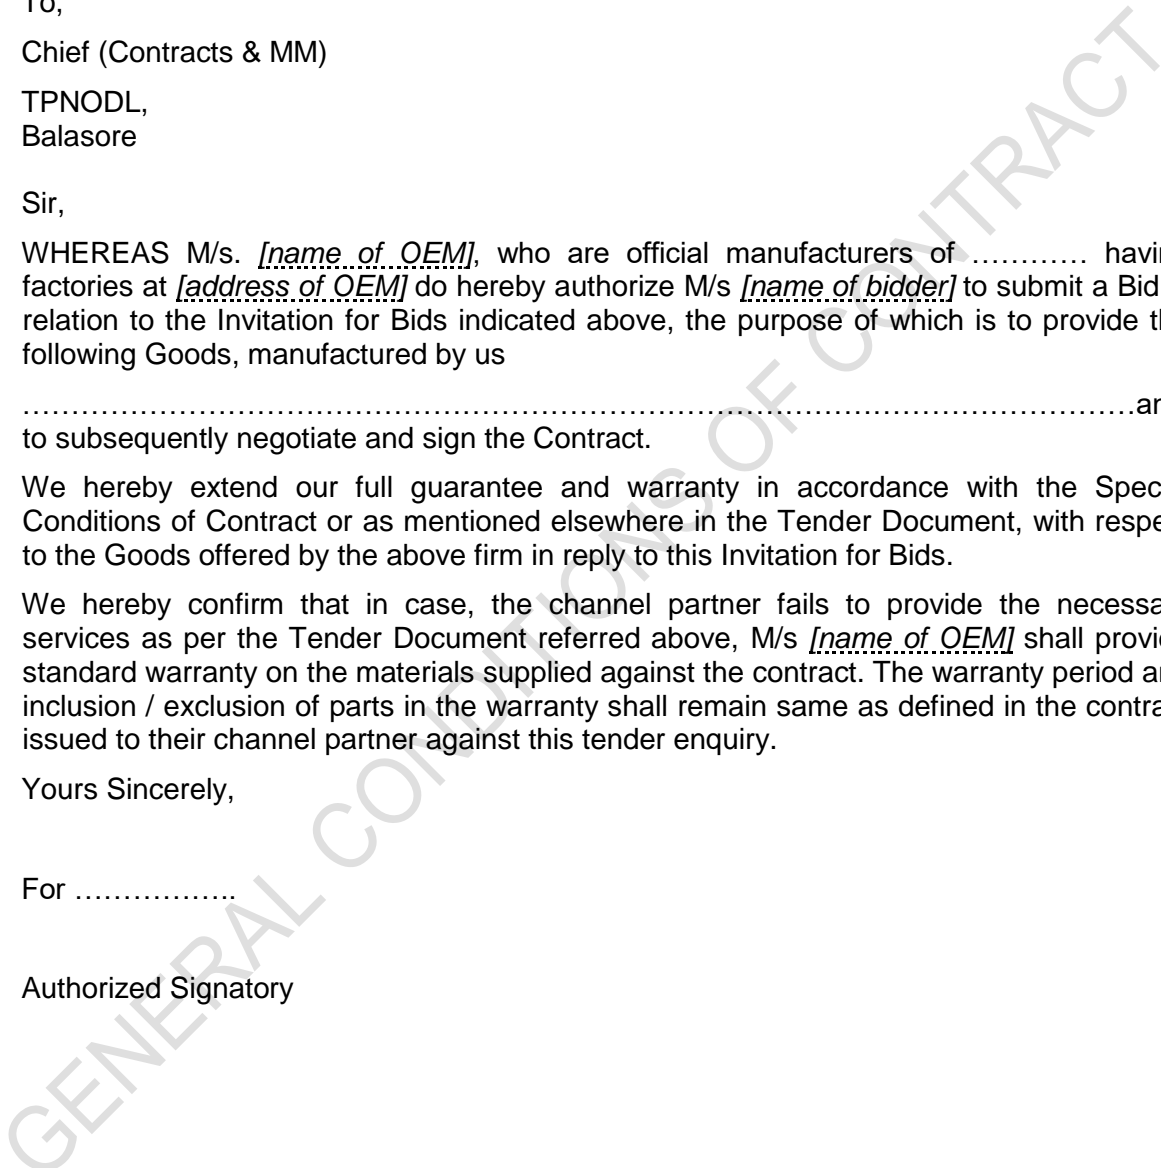 To,
Chief (Contracts & MM)
TPNODL,
Balasore
Sir,
WHEREAS M/s. [name of OEM], who are official manufacturers of ………… havin
factories at [address of OEM] do hereby authorize M/s [name of bidder] to submit a Bid
relation to the Invitation for Bids indicated above, the purpose of which is to provide th
following Goods, manufactured by us
……………………………………………………………………………………………………an
to subsequently negotiate and sign the Contract.
We hereby extend our full guarantee and warranty in accordance with the Spec
Conditions of Contract or as mentioned elsewhere in the Tender Document, with respe
to the Goods offered by the above firm in reply to this Invitation for Bids.
We hereby confirm that in case, the channel partner fails to provide the necessa
services as per the Tender Document referred above, M/s [name of OEM] shall provid
standard warranty on the materials supplied against the contract. The warranty period an
inclusion / exclusion of parts in the warranty shall remain same as defined in the contra
issued to their channel partner against this tender enquiry.
Yours Sincerely,
For ……………..
Authorized Signatory
GENERAL CONDITIONS OF CONTRACT